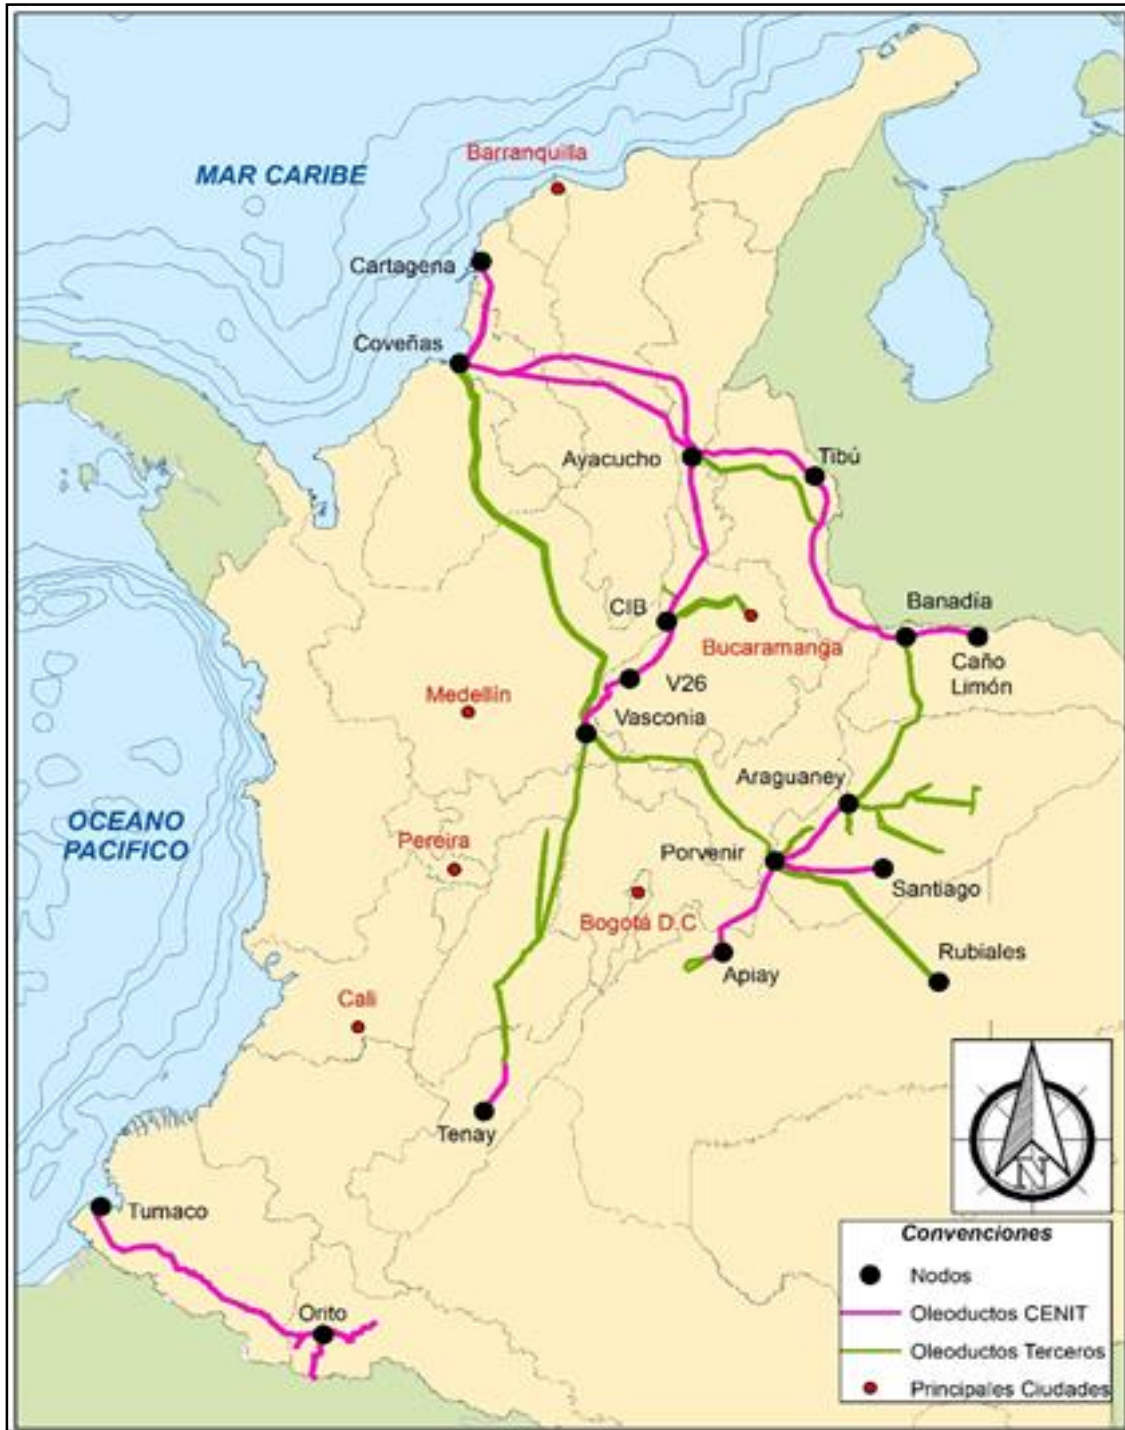 Barranquilla
MAR CARIBE
Cartagena
Coveñas
Ayacucho
Tibú
CIB
Banadía
Bucaramanga
Caño
Limón
V26
Medellín
Vasconia
Araguaney
OCEANO
PACIFICO
Pereira
Porvenir
Santiago
Bogotá D.C
Rubiales
Apiay
Cali
Tenay
N
Tumaco
Orito
Convenciones
Nodos
Oleoductos CENIT
Oleoductos Terceros
Principales Ciudades